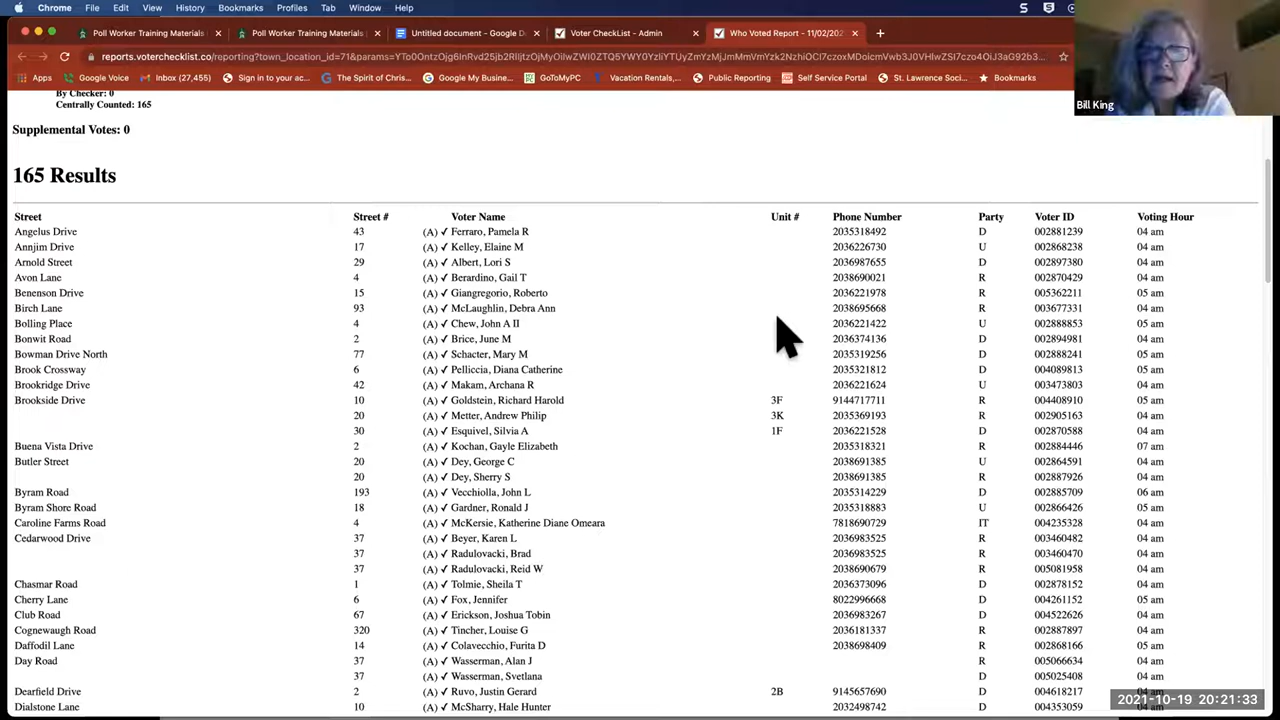 Chrome File Edit View History Bookmarks Profiles Tab Window Help
Poll Worker Training Materials × Poll Worker Training Materials × Untitled document - Google D × Voter CheckList - Admin × Who Voted Report - 11/02/202 × +
Apps Google Voice Inbox (27,455) Sign in to your ac... The Spirit of Chris... Google My Busine... GoToMyPC Vacation Rentals,... Public Reporting Self Service Portal St. Lawrence Soci... Bookmarks
Bill King
By Checker: 0
Centrally Counted: 165
Supplemental Votes: 0
165 Results
Street Street # Voter Name Unit # Phone Number Party Voter ID Voting Hour
Angelus Drive 43 (A) ✓ Ferraro, Pamela R 2035318492 D 002881239 04 am
Annjim Drive 17 (A) ✓ Kelley, Elaine M 2036226730 U 002868238 04 am
Arnold Street 29 (A) ✓ Albert, Lori S 2036987655 D 002897380 04 am
Avon Lane 4 (A) ✓ Berardino, Gail T 2038690021 R 002870429 04 am
Benenson Drive 15 (A) ✓ Giangregorio, Roberto 2036221978 R 005362211 05 am
Birch Lane 93 (A) ✓ McLaughlin, Debra Ann 2038695668 R 003677331 04 am
Bolling Place 4 (A) ✓ Chew, John A II 2036221422 U 002888853 05 am
Bonwit Road 2 (A) ✓ Brice, June M 2036374136 D 002894981 04 am
Bowman Drive North 77 (A) ✓ Schacter, Mary M 2035319256 D 002888241 05 am
Brook Crossway 6 (A) ✓ Pelliccia, Diana Catherine 2035321812 D 004089813 05 am
Brookridge Drive 42 (A) ✓ Makam, Archana R 2036221624 U 003473803 04 am
Brookside Drive 10 (A) ✓ Goldstein, Richard Harold 3F 9144717711 R 004408910 05 am
20 (A) ✓ Metter, Andrew Philip 3K 2035369193 R 002905163 04 am
30 (A) ✓ Esquivel, Silvia A 1F 2036221528 D 002870588 04 am
Buena Vista Drive 2 (A) ✓ Kochan, Gayle Elizabeth 2035318321 R 002884446 07 am
Butler Street 20 (A) ✓ Dey, George C 2038691385 U 002864591 04 am
20 (A) ✓ Dey, Sherry S 2038691385 R 002887926 04 am
Byram Road 193 (A) ✓ Vecchiolla, John L 2035314229 D 002885709 06 am
Byram Shore Road 18 (A) ✓ Gardner, Ronald J 2035318883 U 002866426 05 am
Caroline Farms Road 4 (A) ✓ McKersie, Katherine Diane Omeara 7818690729 IT 004235328 04 am
Cedarwood Drive 37 (A) ✓ Beyer, Karen L 2036983525 R 003460482 04 am
37 (A) ✓ Radulovacki, Brad 2036983525 R 003460470 04 am
37 (A) ✓ Radulovacki, Reid W 2038690679 R 005081958 04 am
Chasmar Road 1 (A) ✓ Tolmie, Sheila T 2036373096 D 002878152 04 am
Cherry Lane 6 (A) ✓ Fox, Jennifer 8022996668 D 004261152 05 am
Club Road 67 (A) ✓ Erickson, Joshua Tobin 2036983267 D 004522626 04 am
Cognewaugh Road 320 (A) ✓ Tincher, Louise G 2036181337 R 002887897 04 am
Daffodil Lane 14 (A) ✓ Colavecchio, Furita D 2038698409 R 002868166 05 am
Day Road 37 (A) ✓ Wasserman, Alan J R 005066634 04 am
37 (A) ✓ Wasserman, Svetlana D 005025408 04 am
Dearfield Drive 2 (A) ✓ Ruvo, Justin Gerard 2B 9145657690 D 004618217 04 am
Dialstone Lane 10 (A) ✓ McSharry, Hale Hunter 2032498742 D 004353059 04 am
2021-10-19 20:21:33